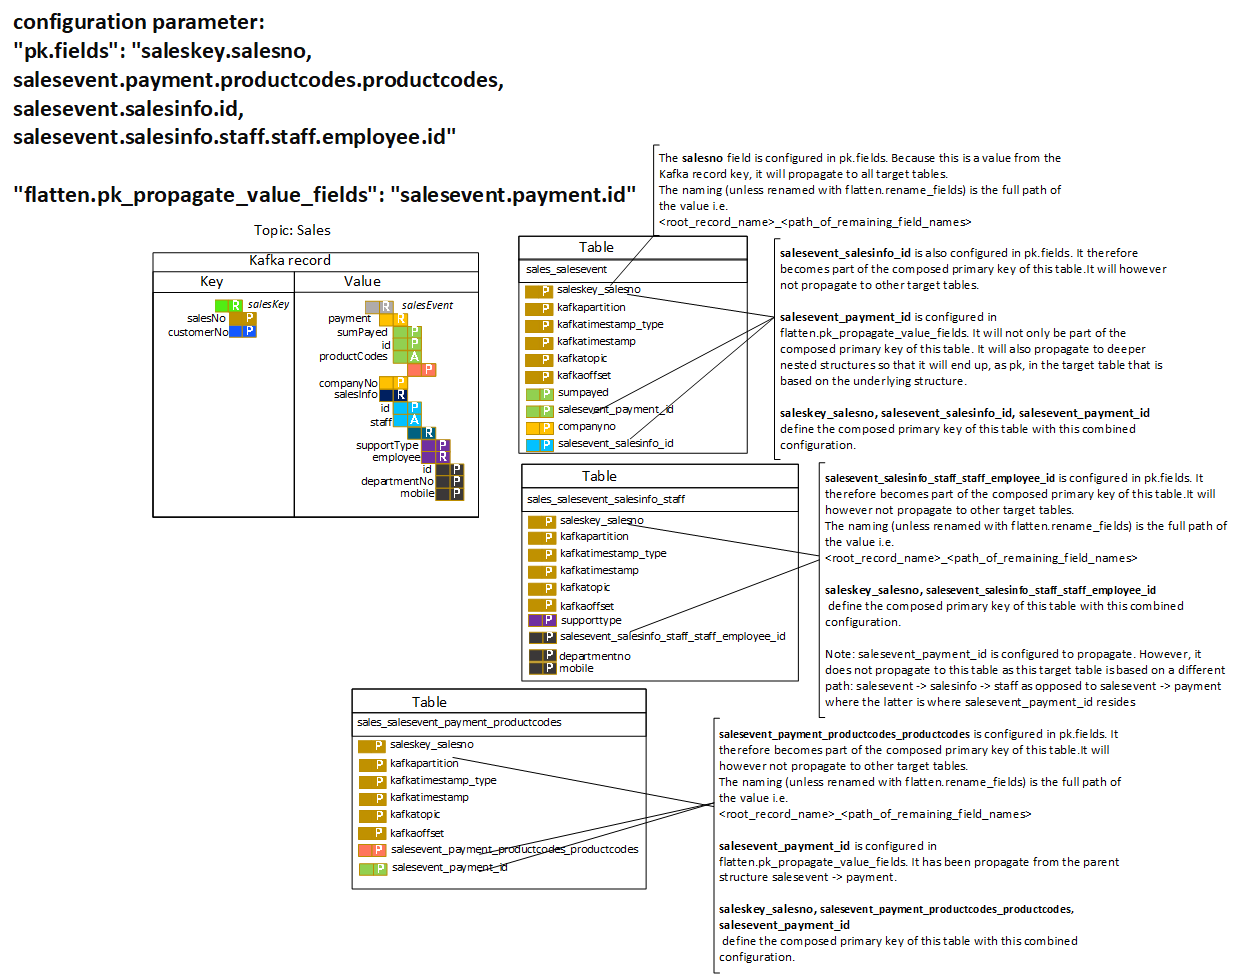 configuration parameter:
"pk.fields": "saleskey.salesno,
salesevent.payment.productcodes.productcodes,
salesevent.salesinfo.id,
salesevent.salesinfo.staff.staff.employee.id"
"flatten.pk_propagate_value_fields": "salesevent.payment.id"
The salesno field is configured in pk.fields. Because this is a value from the
Kafka record key, it will propagate to all target tables.
The naming (unless renamed with flatten.rename_fields) is the full path of
the value i.e.
<root_record_name>_<path_of_remaining_field_names>
Topic: Sales
Kafka record
Key
Value
R salesKey
salesNo P
customerNo P
R salesEvent
payment R
sumPayed P
id P
productCodes A
P
companyNo P
salesInfo R
id P
staff A
R
supportType P
employee R
id P
departmentNo P
mobile P
Table
sales_salesevent
P saleskey_salesno
P kafkapartition
P kafkatimestamp_type
P kafkatimestamp
P kafkatopic
P kafkaoffset
P sumpayed
P salesevent_payment_id
P companyno
P salesevent_salesinfo_id
salesevent_salesinfo_id is also configured in pk.fields. It therefore
becomes part of the composed primary key of this table.It will however
not propagate to other target tables.
salesevent_payment_id is configured in
flatten.pk_propagate_value_fields. It will not only be part of the
composed primary key of this table. It will also propagate to deeper
nested structures so that it will end up, as pk, in the target table that is
based on the underlying structure.
saleskey_salesno, salesevent_salesinfo_id, salesevent_payment_id
define the composed primary key of this table with this combined
configuration.
Table
sales_salesevent_salesinfo_staff
P saleskey_salesno
P kafkapartition
P kafkatimestamp_type
P kafkatimestamp
P kafkatopic
P kafkaoffset
P supporttype
P salesevent_salesinfo_staff_staff_employee_id
P departmentno
P mobile
salesevent_salesinfo_staff_staff_employee_id is configured in pk.fields. It
therefore becomes part of the composed primary key of this table.It will
however not propagate to other target tables.
The naming (unless renamed with flatten.rename_fields) is the full path of
the value i.e.
<root_record_name>_<path_of_remaining_field_names>
saleskey_salesno, salesevent_salesinfo_staff_staff_employee_id
define the composed primary key of this table with this combined
configuration.
Note: salesevent_payment_id is configured to propagate. However, it
does not propagate to this table as this target table is based on a different
path: salesevent -> salesinfo -> staff as opposed to salesevent -> payment
where the latter is where salesevent_payment_id resides
Table
sales_salesevent_payment_productcodes
P saleskey_salesno
P kafkapartition
P kafkatimestamp_type
P kafkatimestamp
P kafkatopic
P kafkaoffset
P salesevent_payment_productcodes_productcodes
P salesevent_payment_id
salesevent_payment_productcodes_productcodes is configured in pk.fields. It
therefore becomes part of the composed primary key of this table.It will
however not propagate to other target tables.
The naming (unless renamed with flatten.rename_fields) is the full path of
the value i.e.
<root_record_name>_<path_of_remaining_field_names>
salesevent_payment_id is configured in
flatten.pk_propagate_value_fields. It has been propagate from the parent
structure salesevent -> payment.
saleskey_salesno, salesevent_payment_productcodes_productcodes,
salesevent_payment_id
define the composed primary key of this table with this combined
configuration.